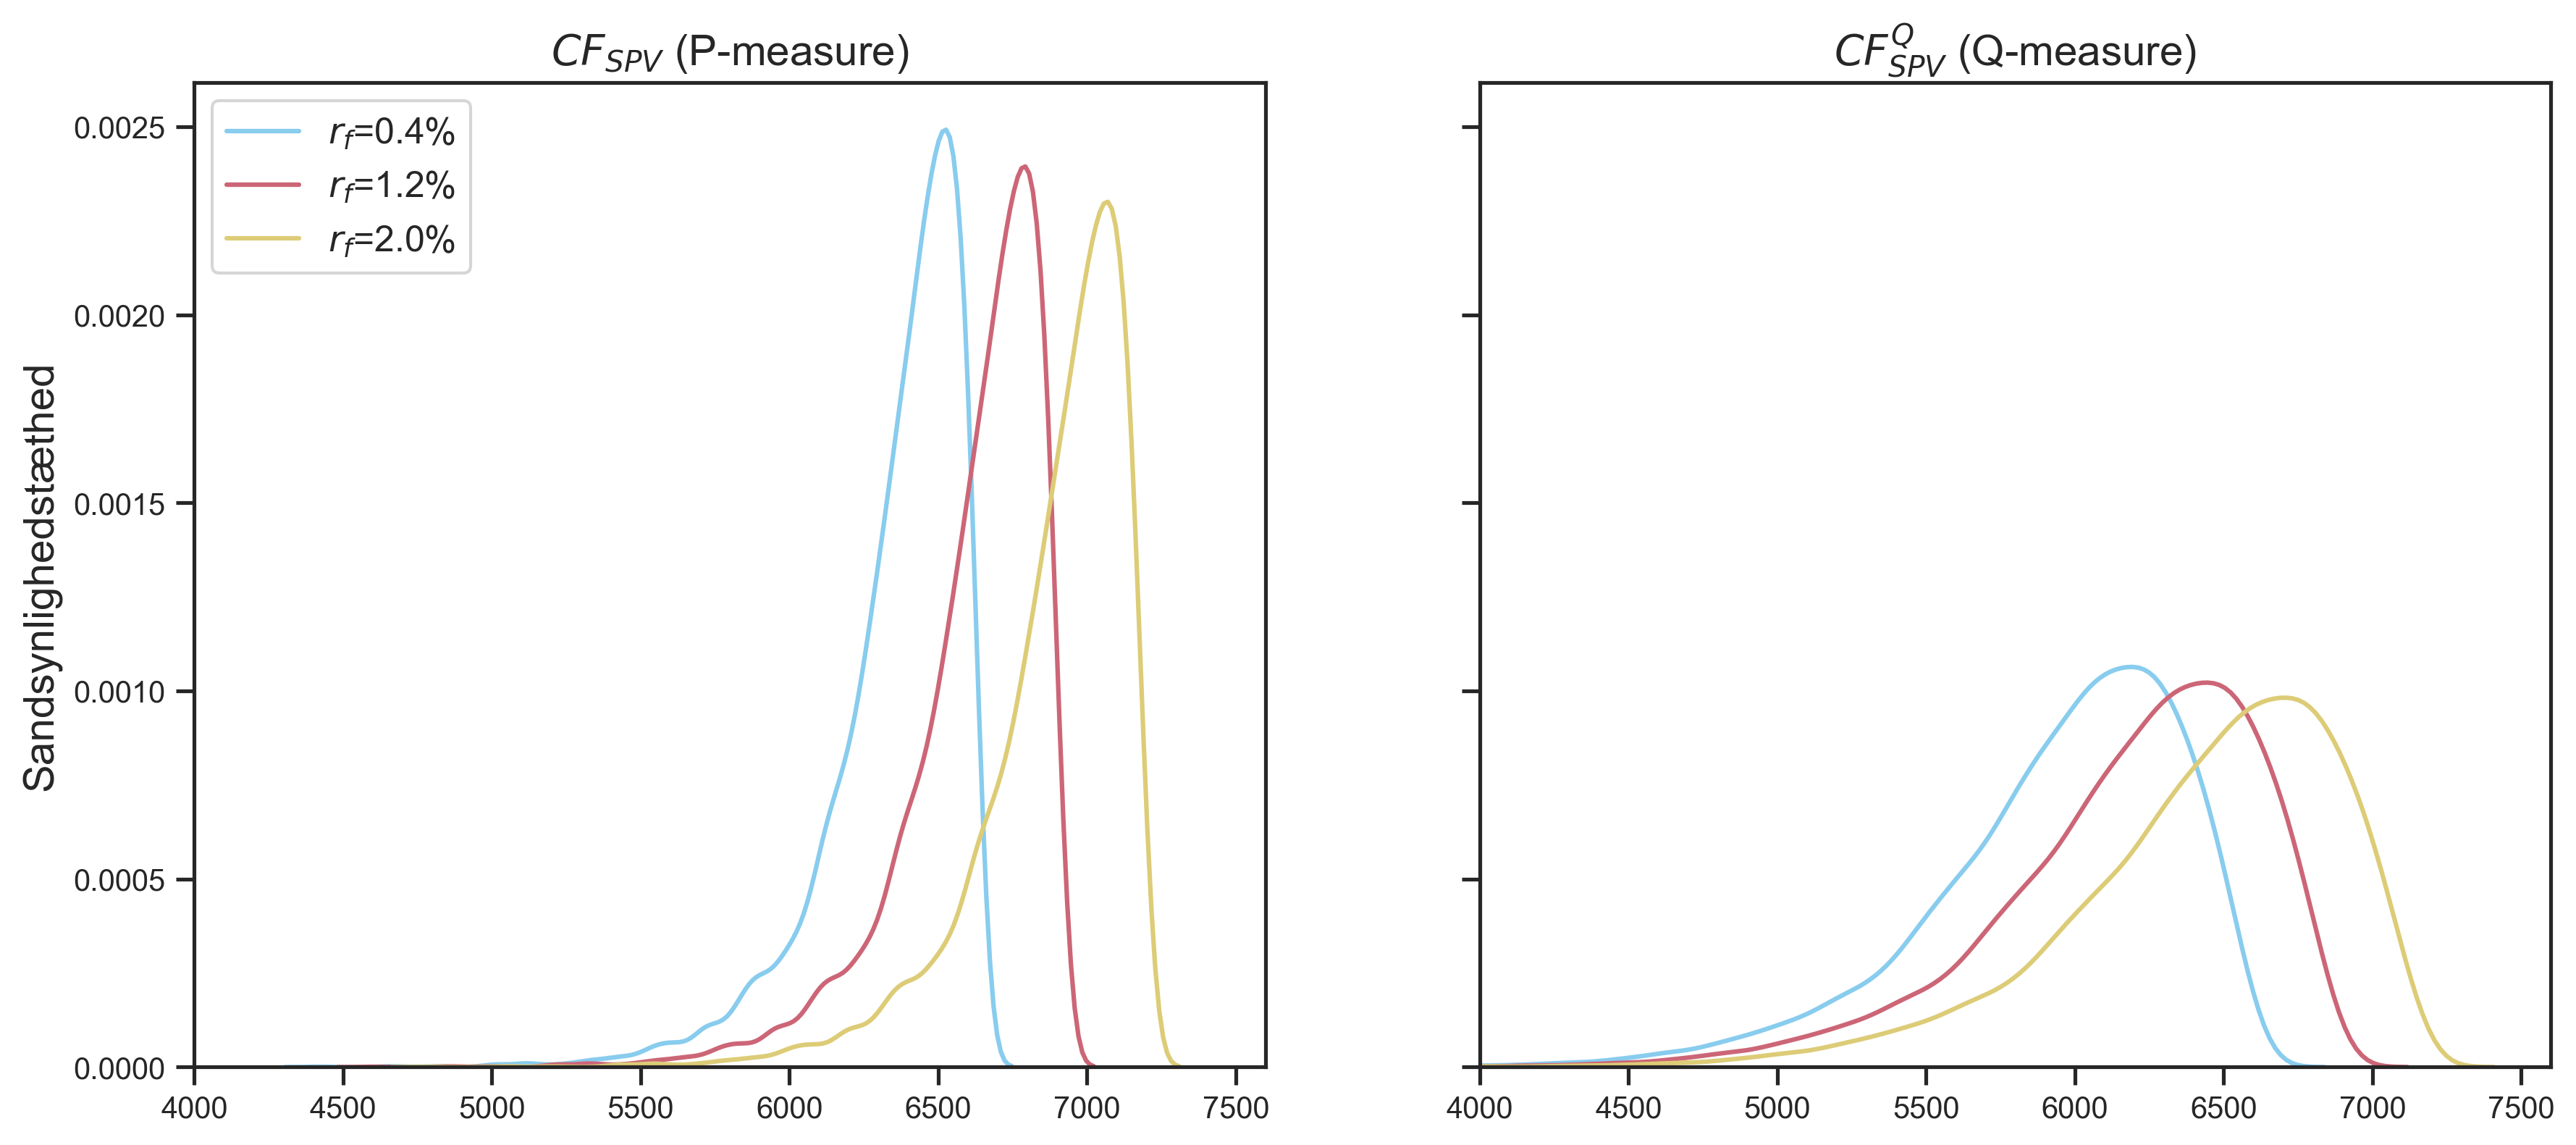 CF_SPV (P-measure)
CF^Q_SPV (Q-measure)
r_f=0.4%
r_f=1.2%
r_f=2.0%
Sandsynlighedstæthed
0.0025
0.0020
0.0015
0.0010
0.0005
0.0000
4000 4500 5000 5500 6000 6500 7000 7500
4000 4500 5000 5500 6000 6500 7000 7500